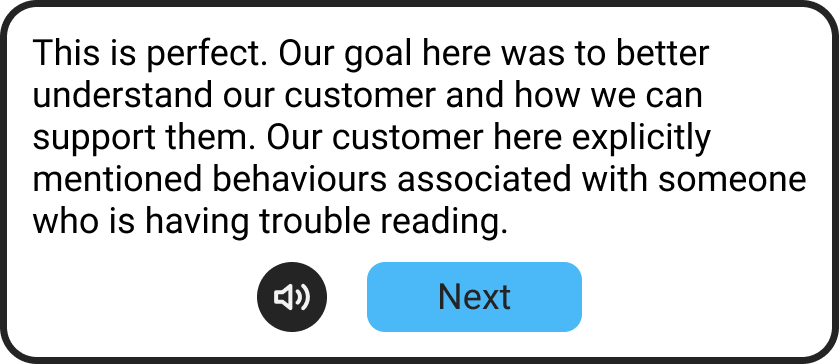 This is perfect. Our goal here was to better
understand our customer and how we can
support them. Our customer here explicitly
mentioned behaviours associated with someone
who is having trouble reading.
Next